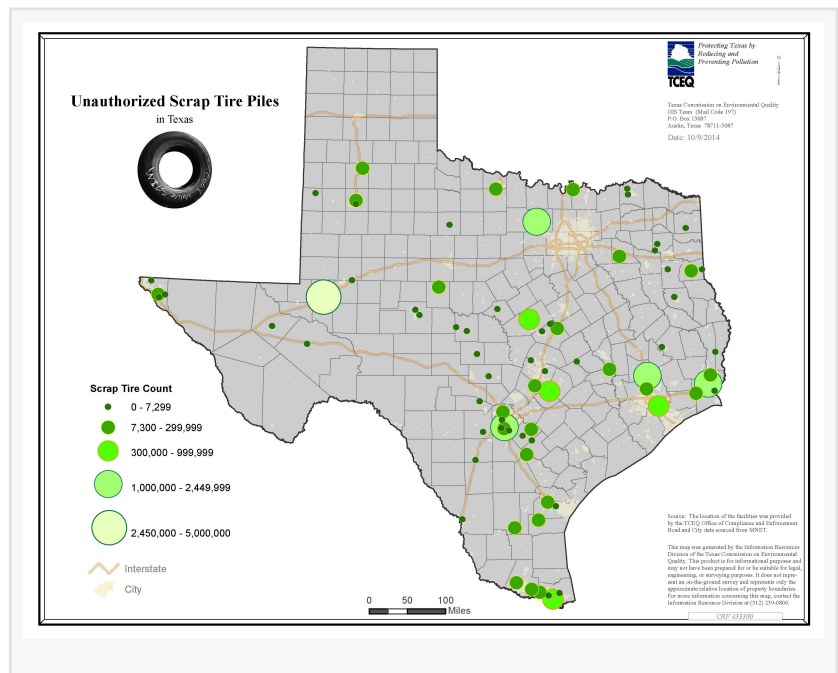 Unauthorized Scrap Tire Piles
in Texas
TCEQ
Protecting Texas by
Reducing and
Preventing Pollution
Texas Commission on Environmental Quality
GIS Team (Mail Code 197)
P.O. Box 13087
Austin, Texas 78711-3087
Date: 10/9/2014
Scrap Tire Count
0 - 7,299
7,300 - 299,999
300,000 - 999,999
1,000,000 - 2,449,999
2,450,000 - 5,000,000
Interstate
City
0 50 100
Miles
Source: The location of the facilities was provided
by the TCEQ Office of Compliance and Enforcement.
Road and City data sourced from MNET.
This map was generated by the Information Resources
Division of the Texas Commission on Environmental
Quality. This product is for informational purposes and
may not have been prepared for or be suitable for legal,
engineering, or surveying purposes. It does not repre-
sent an on-the-ground survey and represents only the
approximate relative location of property boundaries.
For more information concerning this map, contact the
Information Resource Division at (512) 239-0800.
CRF 433300